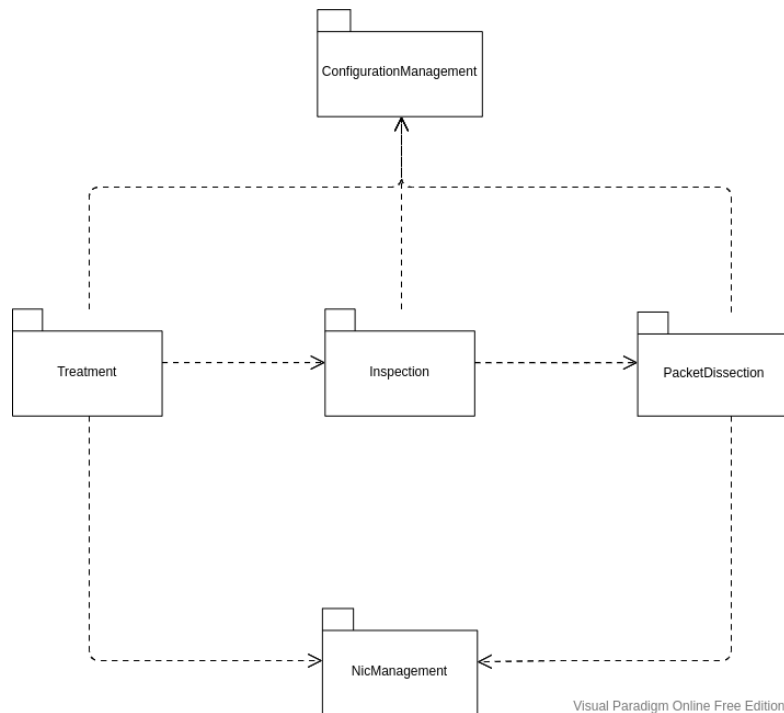 ConfigurationManagement
Treatment
Inspection
PacketDissection
NicManagement
Visual Paradigm Online Free Edition